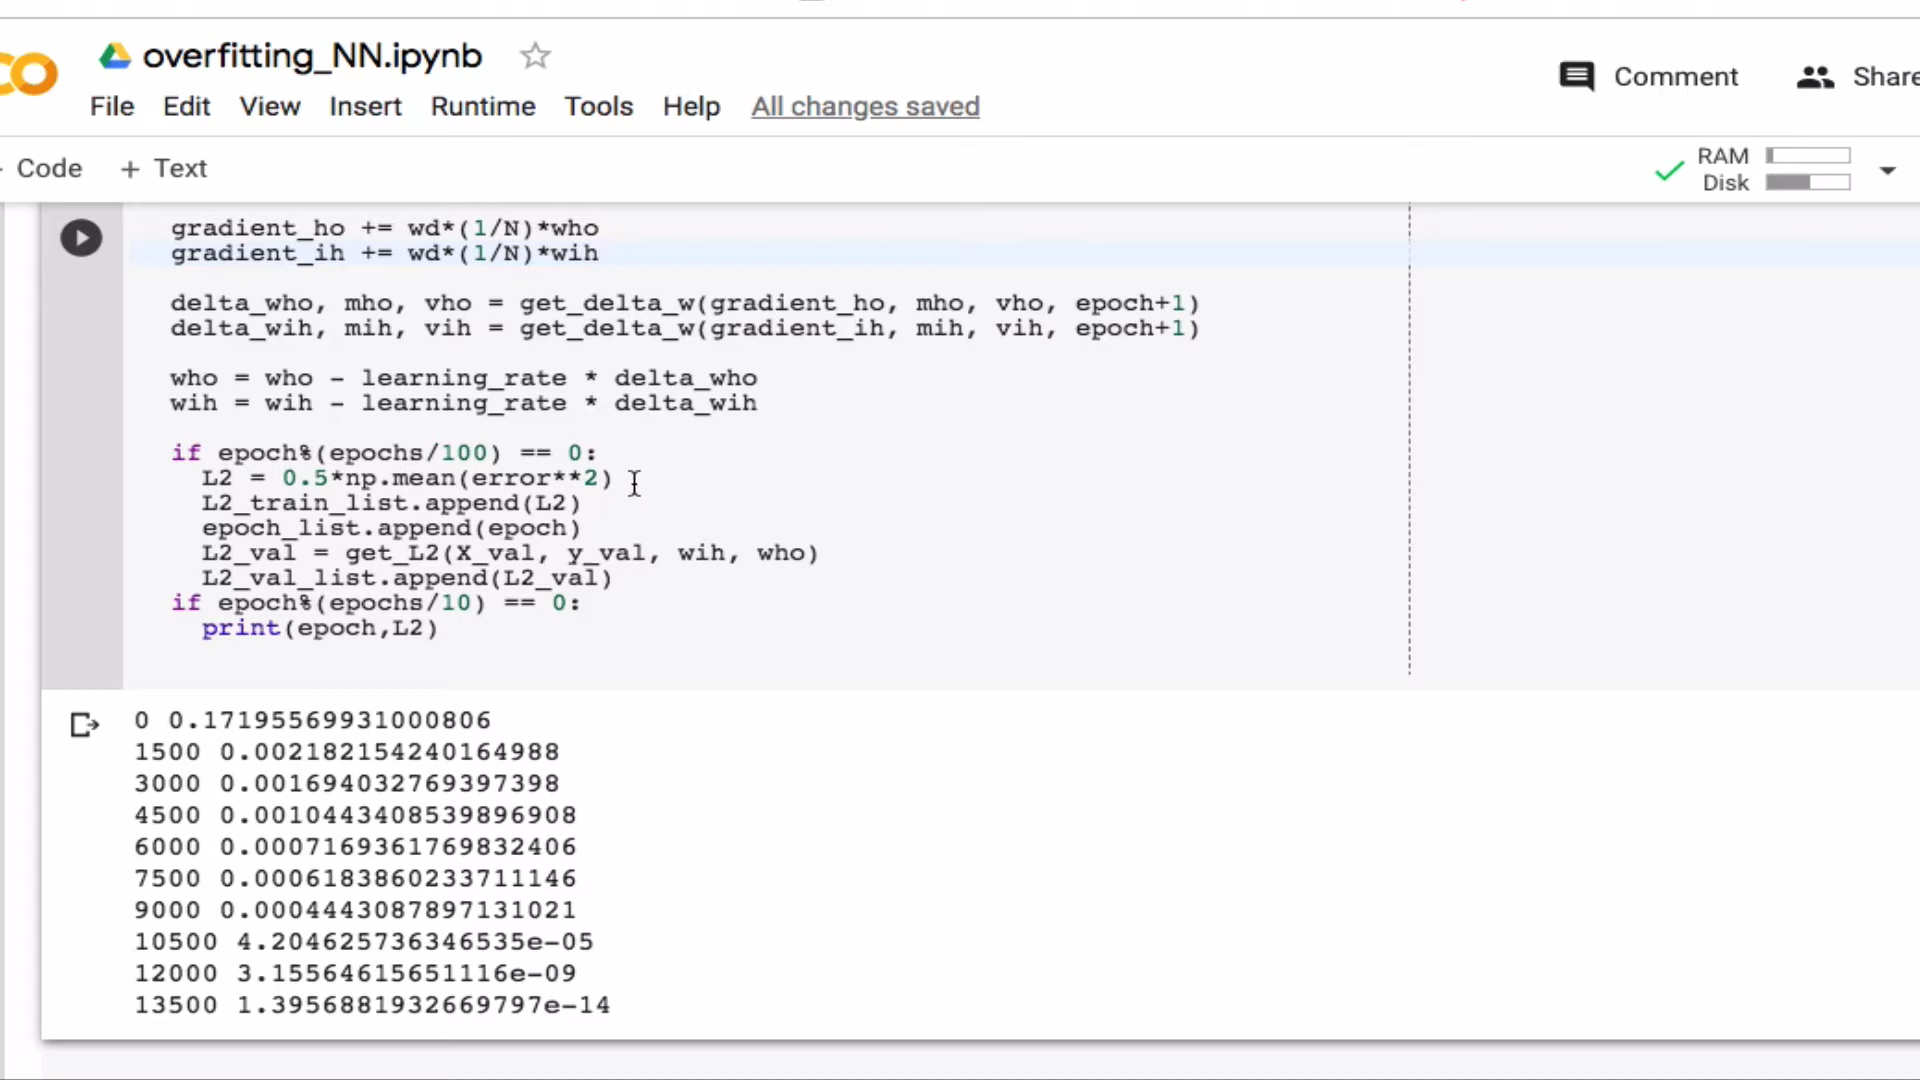 overfitting_NN.ipynb
File Edit View Insert Runtime Tools Help All changes saved
Comment
Share
Code + Text
RAM
Disk
gradient_ho += wd*(1/N)*who
gradient_ih += wd*(1/N)*wih
delta_who, mho, vho = get_delta_w(gradient_ho, mho, vho, epoch+1)
delta_wih, mih, vih = get_delta_w(gradient_ih, mih, vih, epoch+1)
who = who - learning_rate * delta_who
wih = wih - learning_rate * delta_wih
if epoch%(epochs/100) == 0:
L2 = 0.5*np.mean(error**2)
L2_train_list.append(L2)
epoch_list.append(epoch)
L2_val = get_L2(X_val, y_val, wih, who)
L2_val_list.append(L2_val)
if epoch%(epochs/10) == 0:
print(epoch,L2)
0 0.17195569931000806
1500 0.002182154240164988
3000 0.001694032769397398
4500 0.0010443408539896908
6000 0.0007169361769832406
7500 0.0006183860233711146
9000 0.0004443087897131021
10500 4.204625736346535e-05
12000 3.15564615651116e-09
13500 1.3956881932669797e-14